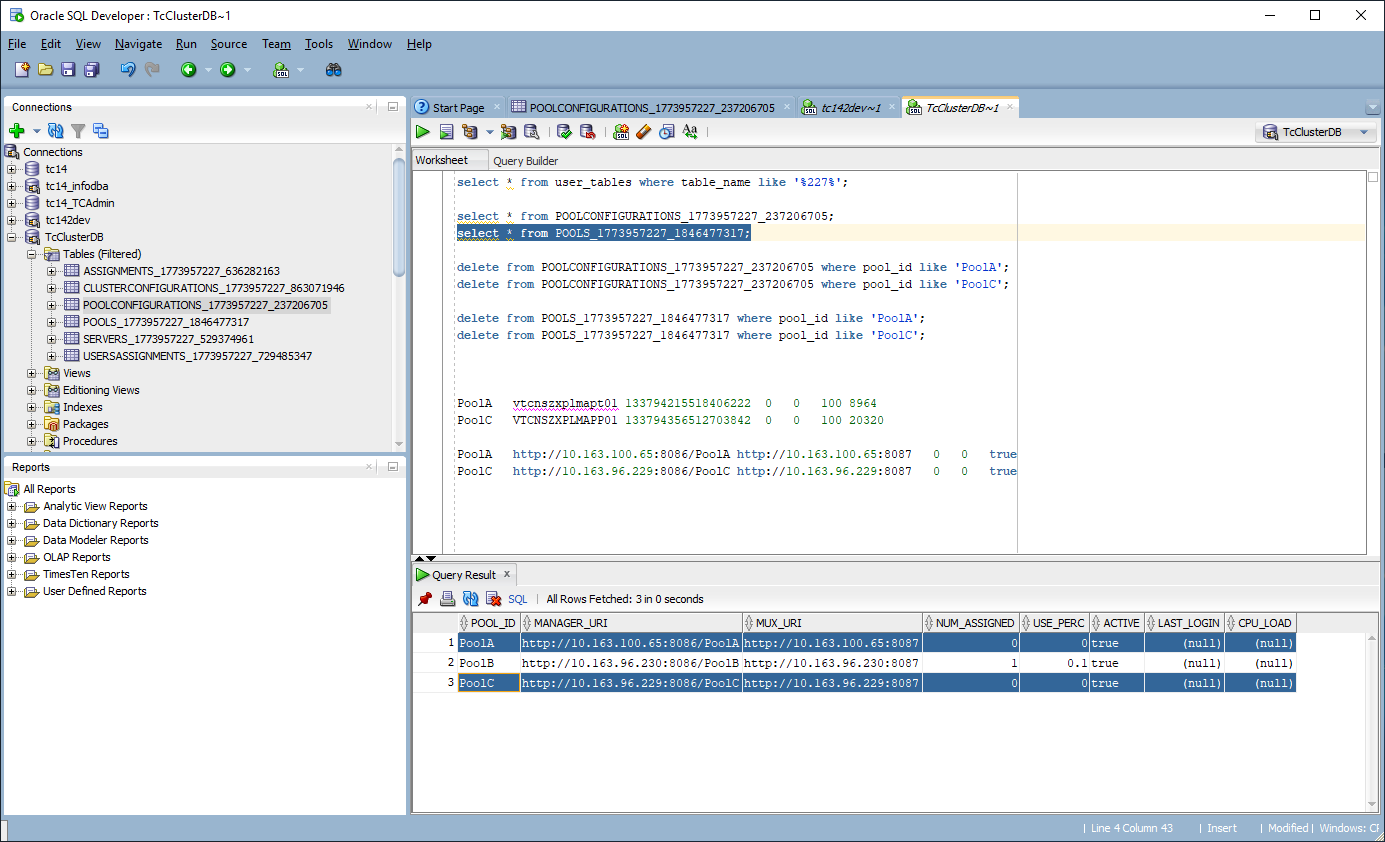 Oracle SQL Developer : TcClusterDB~1
File Edit View Navigate Run Source Team Tools Window Help
Connections
Connections
tc14
tc14_infodba
tc14_TCAdmin
tc142dev
TcClusterDB
Tables (Filtered)
ASSIGNMENTS_1773957227_636282163
CLUSTERCONFIGURATIONS_1773957227_863071946
POOLCONFIGURATIONS_1773957227_237206705
POOLS_1773957227_1846477317
SERVERS_1773957227_529374961
USERSASSIGNMENTS_1773957227_729485347
Views
Editioning Views
Indexes
Packages
Procedures
Reports
All Reports
Analytic View Reports
Data Dictionary Reports
Data Modeler Reports
OLAP Reports
TimesTen Reports
User Defined Reports
Start Page POOLCONFIGURATIONS_1773957227_237206705 tc142dev~1 TcClusterDB~1
TcClusterDB
Worksheet Query Builder
select * from user_tables where table_name like '%227%';
select * from POOLCONFIGURATIONS_1773957227_237206705;
select * from POOLS_1773957227_1846477317;
delete from POOLCONFIGURATIONS_1773957227_237206705 where pool_id like 'PoolA';
delete from POOLCONFIGURATIONS_1773957227_237206705 where pool_id like 'PoolC';
delete from POOLS_1773957227_1846477317 where pool_id like 'PoolA';
delete from POOLS_1773957227_1846477317 where pool_id like 'PoolC';
PoolA vtcnszxplmapt01 133794215518406222 0 0 100 8964
PoolC VTCNSZXPLMAPP01 133794356512703842 0 0 100 20320
PoolA http://10.163.100.65:8086/PoolA http://10.163.100.65:8087 0 0 true
PoolC http://10.163.96.229:8086/PoolC http://10.163.96.229:8087 0 0 true
Query Result x
SQL | All Rows Fetched: 3 in 0 seconds
POOL_ID MANAGER_URI MUX_URI NUM_ASSIGNED USE_PERC ACTIVE LAST_LOGIN CPU_LOAD
1 PoolA http://10.163.100.65:8086/PoolA http://10.163.100.65:8087 0 0 true (null) (null)
2 PoolB http://10.163.96.230:8086/PoolB http://10.163.96.230:8087 1 0.1 true (null) (null)
3 PoolC http://10.163.96.229:8086/PoolC http://10.163.96.229:8087 0 0 true (null) (null)
| Line 4 Column 43 | Insert | Modified | Windows: CF